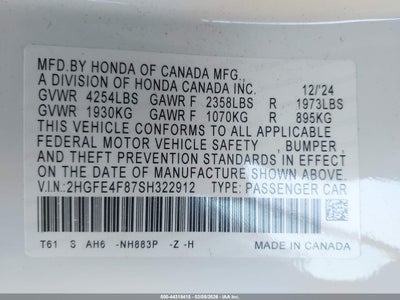 MFD.BY HONDA OF CANADA MFG.,
A DIVISION OF HONDA CANADA INC. 12/'24
GVWR 4254LBS GAWR F 2358LBS R 1973LBS
GVWR 1930KG GAWR F 1070KG R 895KG
THIS VEHICLE CONFORMS TO ALL APPLICABLE
FEDERAL MOTOR VEHICLE SAFETY , BUMPER ,
AND THEFT PREVENTION STANDARDS IN EFFECT
ON THE DATE OF MANUFACTURE SHOWN ABOVE.
V.IN:2HGFE4F87SH322912 TYPE: PASSENGER CAR
T61 S AH6 -NH883P -Z -H MADE IN CANADA